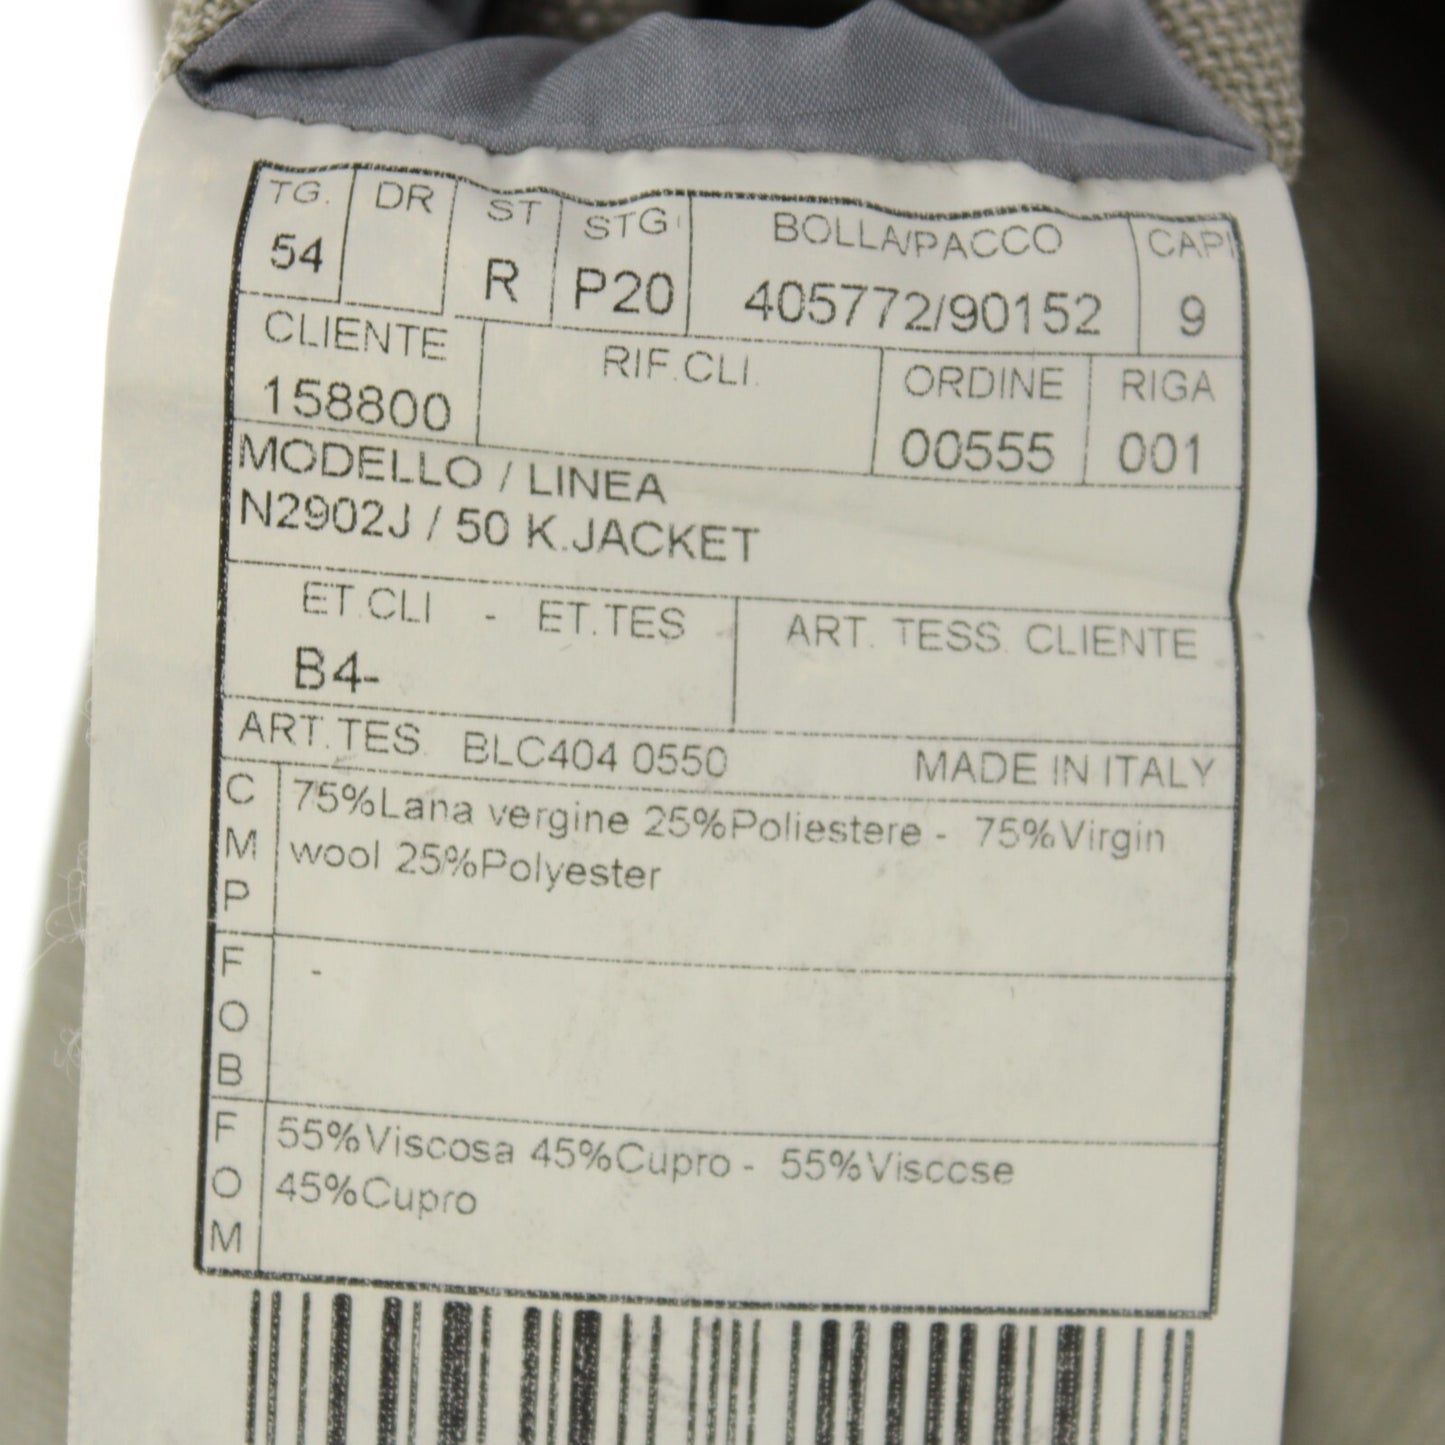 TG. DR ST STG BOLLA/PACCO CAPI
54 R P20 405772/90152 9
CLIENTE RIF.CLI. ORDINE RIGA
158800 00555 001
MODELLO / LINEA
N2902J / 50 K.JACKET
ET.CLI - ET.TES ART. TESS. CLIENTE
B4-
ART.TES. BLC404 0550 MADE IN ITALY
CMP 75%Lana vergine 25%Poliestere - 75%Virgin
wool 25%Polyester
FOB -
FOM 55%Viscosa 45%Cupro - 55%Viscose
45%Cupro